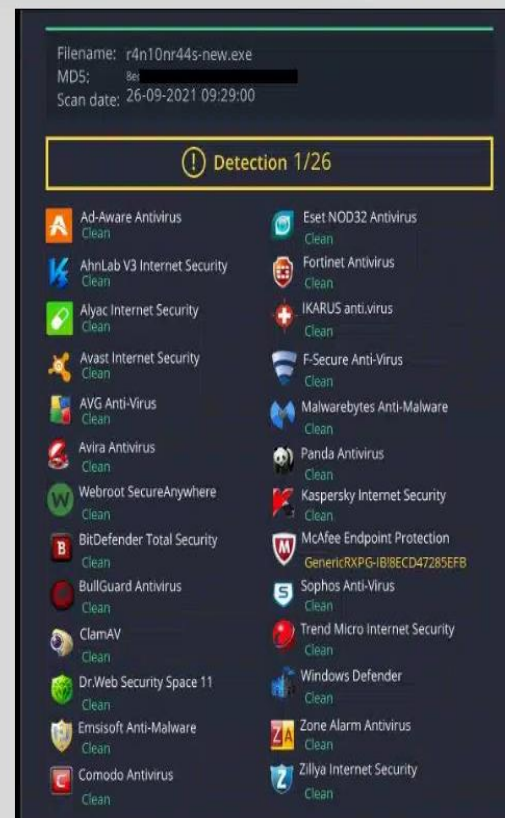 Filename: r4n10nr44s-new.exe
MD5: 8ec
Scan date: 26-09-2021 09:29:00
Detection 1/26
Ad-Aware Antivirus
Clean
AhnLab V3 Internet Security
Clean
Alyac Internet Security
Clean
Avast Internet Security
Clean
AVG Anti-Virus
Clean
Avira Antivirus
Clean
Webroot SecureAnywhere
Clean
BitDefender Total Security
Clean
BullGuard Antivirus
Clean
ClamAV
Clean
Dr.Web Security Space 11
Clean
Emsisoft Anti-Malware
Clean
Comodo Antivirus
Clean
Eset NOD32 Antivirus
Clean
Fortinet Antivirus
Clean
IKARUS anti.virus
Clean
F-Secure Anti-Virus
Clean
Malwarebytes Anti-Malware
Clean
Panda Antivirus
Clean
Kaspersky Internet Security
Clean
McAfee Endpoint Protection
GenericRXPG-IB!8ECD47285EFB
Sophos Anti-Virus
Clean
Trend Micro Internet Security
Clean
Windows Defender
Clean
Zone Alarm Antivirus
Clean
Zillya Internet Security
Clean